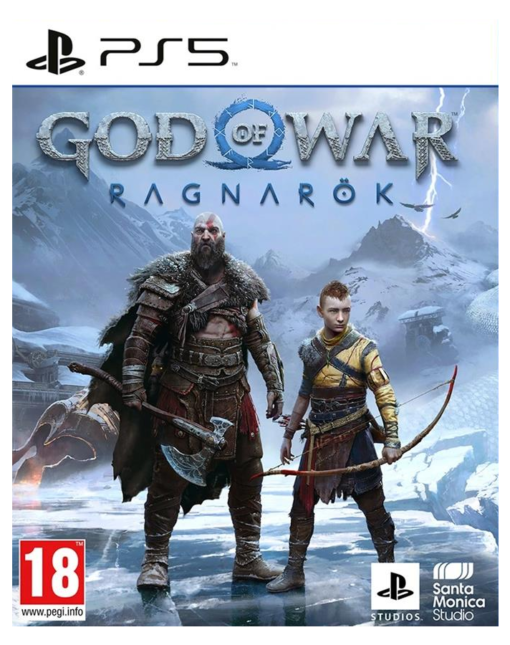 PS5
GOD OF WAR
RAGNARÖK
18
www.pegi.info
STUDIOS
Santa
Monica
Studio